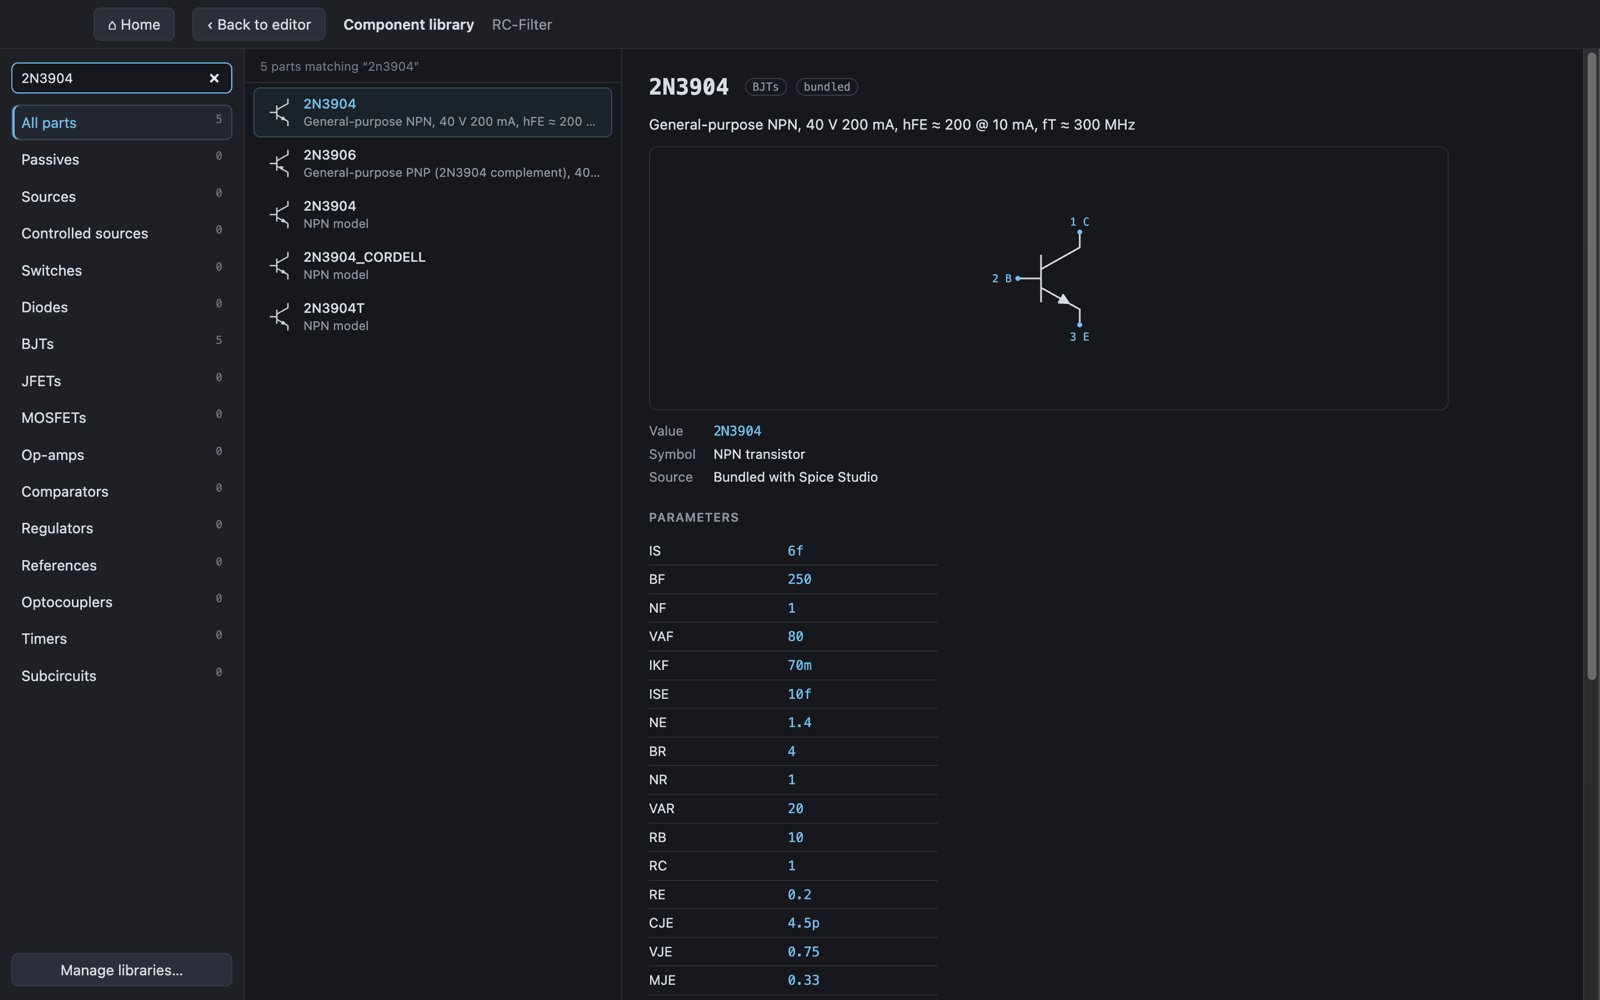 ⌂ Home
‹ Back to editor
Component library
RC-Filter
2N3904 ×
All parts 5
Passives 0
Sources 0
Controlled sources 0
Switches 0
Diodes 0
BJTs 5
JFETs 0
MOSFETs 0
Op-amps 0
Comparators 0
Regulators 0
References 0
Optocouplers 0
Timers 0
Subcircuits 0
Manage libraries...
5 parts matching “2n3904”
2N3904
General-purpose NPN, 40 V 200 mA, hFE ≈ 200 ...
2N3906
General-purpose PNP (2N3904 complement), 40...
2N3904
NPN model
2N3904_CORDELL
NPN model
2N3904T
NPN model
2N3904 BJTs bundled
General-purpose NPN, 40 V 200 mA, hFE ≈ 200 @ 10 mA, fT ≈ 300 MHz
1 C
2 B
3 E
Value 2N3904
Symbol NPN transistor
Source Bundled with Spice Studio
PARAMETERS
IS 6f
BF 250
NF 1
VAF 80
IKF 70m
ISE 10f
NE 1.4
BR 4
NR 1
VAR 20
RB 10
RC 1
RE 0.2
CJE 4.5p
VJE 0.75
MJE 0.33